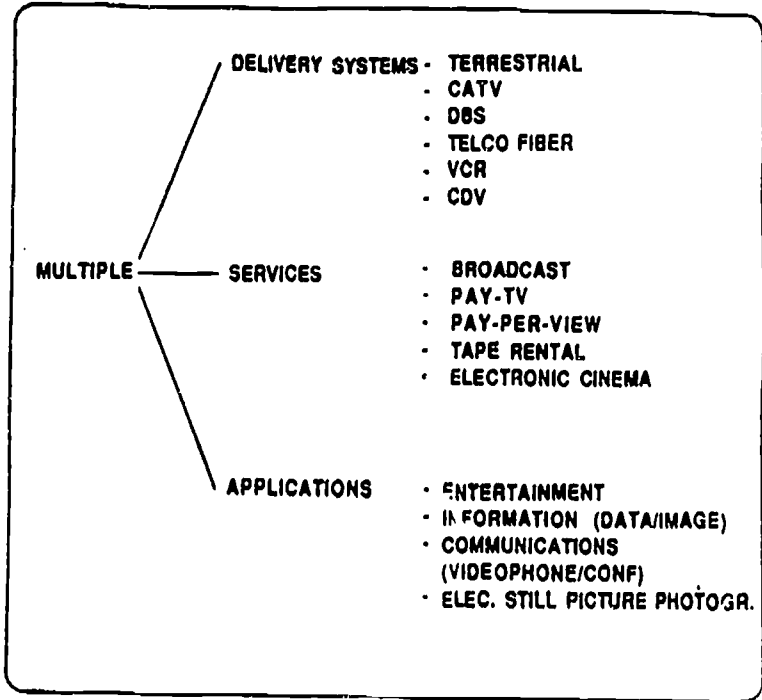 DELIVERY SYSTEMS - TERRESTRIAL
- CATV
- DBS
- TELCO FIBER
- VCR
- CDV
MULTIPLE SERVICES · BROADCAST
· PAY-TV
· PAY-PER-VIEW
· TAPE RENTAL
· ELECTRONIC CINEMA
APPLICATIONS · ENTERTAINMENT
· INFORMATION (DATA/IMAGE)
· COMMUNICATIONS
(VIDEOPHONE/CONF)
· ELEC. STILL PICTURE PHOTOGR.